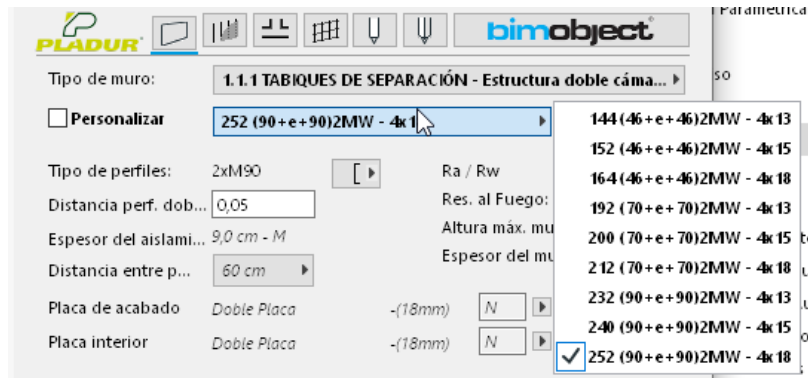 PLADUR
bimobject
Parametrica
Tipo de muro:
1.1.1 TABIQUES DE SEPARACIÓN - Estructura doble cáma...
so
Personalizar
252 (90+e+90)2MW - 4x1
144 (46+e+46)2MW - 4x13
152 (46+e+46)2MW - 4x15
164 (46+e+46)2MW - 4x18
192 (70+e+70)2MW - 4x13
200 (70+e+70)2MW - 4x15
212 (70+e+70)2MW - 4x18
232 (90+e+90)2MW - 4x13
240 (90+e+90)2MW - 4x15
252 (90+e+90)2MW - 4x18
Tipo de perfiles:
2xM90
Ra / Rw
Distancia perf. dob...
0,05
Res. al Fuego:
Espesor del aislami...
9,0 cm - M
Altura máx. mu
Distancia entre p...
60 cm
Espesor del mu
Placa de acabado
Doble Placa
-(18mm)
N
Placa interior
Doble Placa
-(18mm)
N